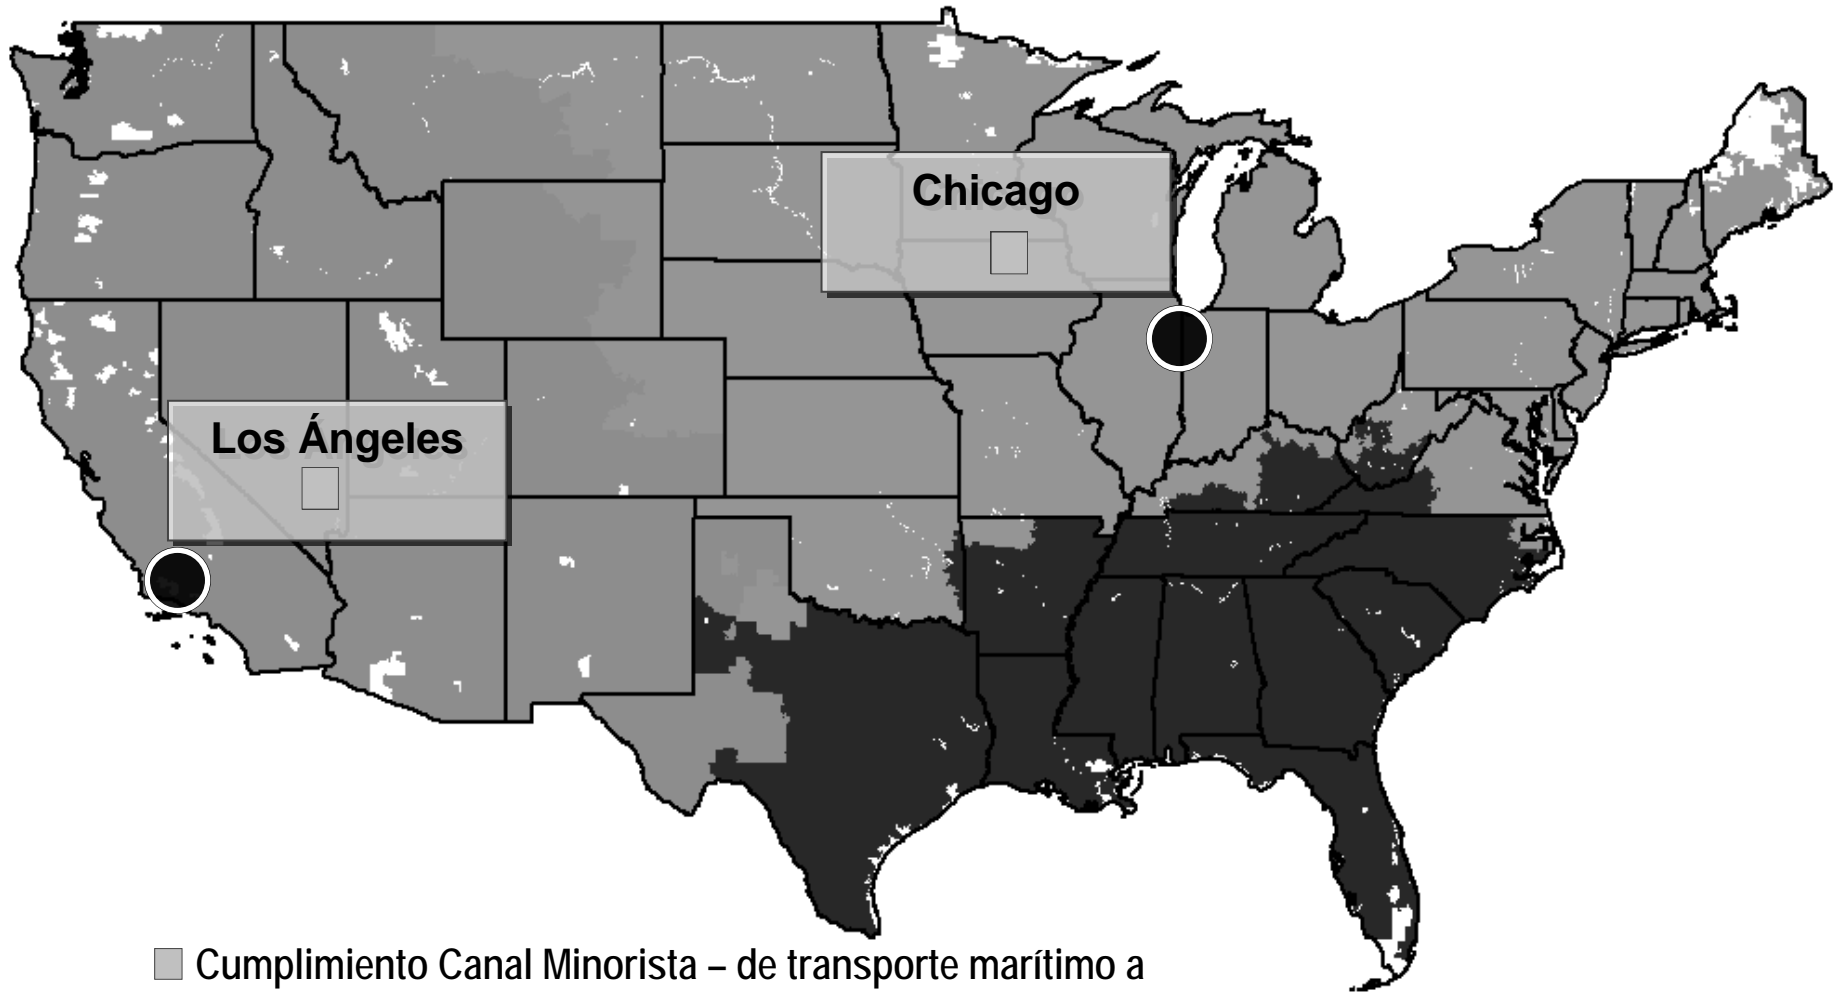 Chicago
Los Ángeles
Cumplimiento Canal Minorista – de transporte marítimo a